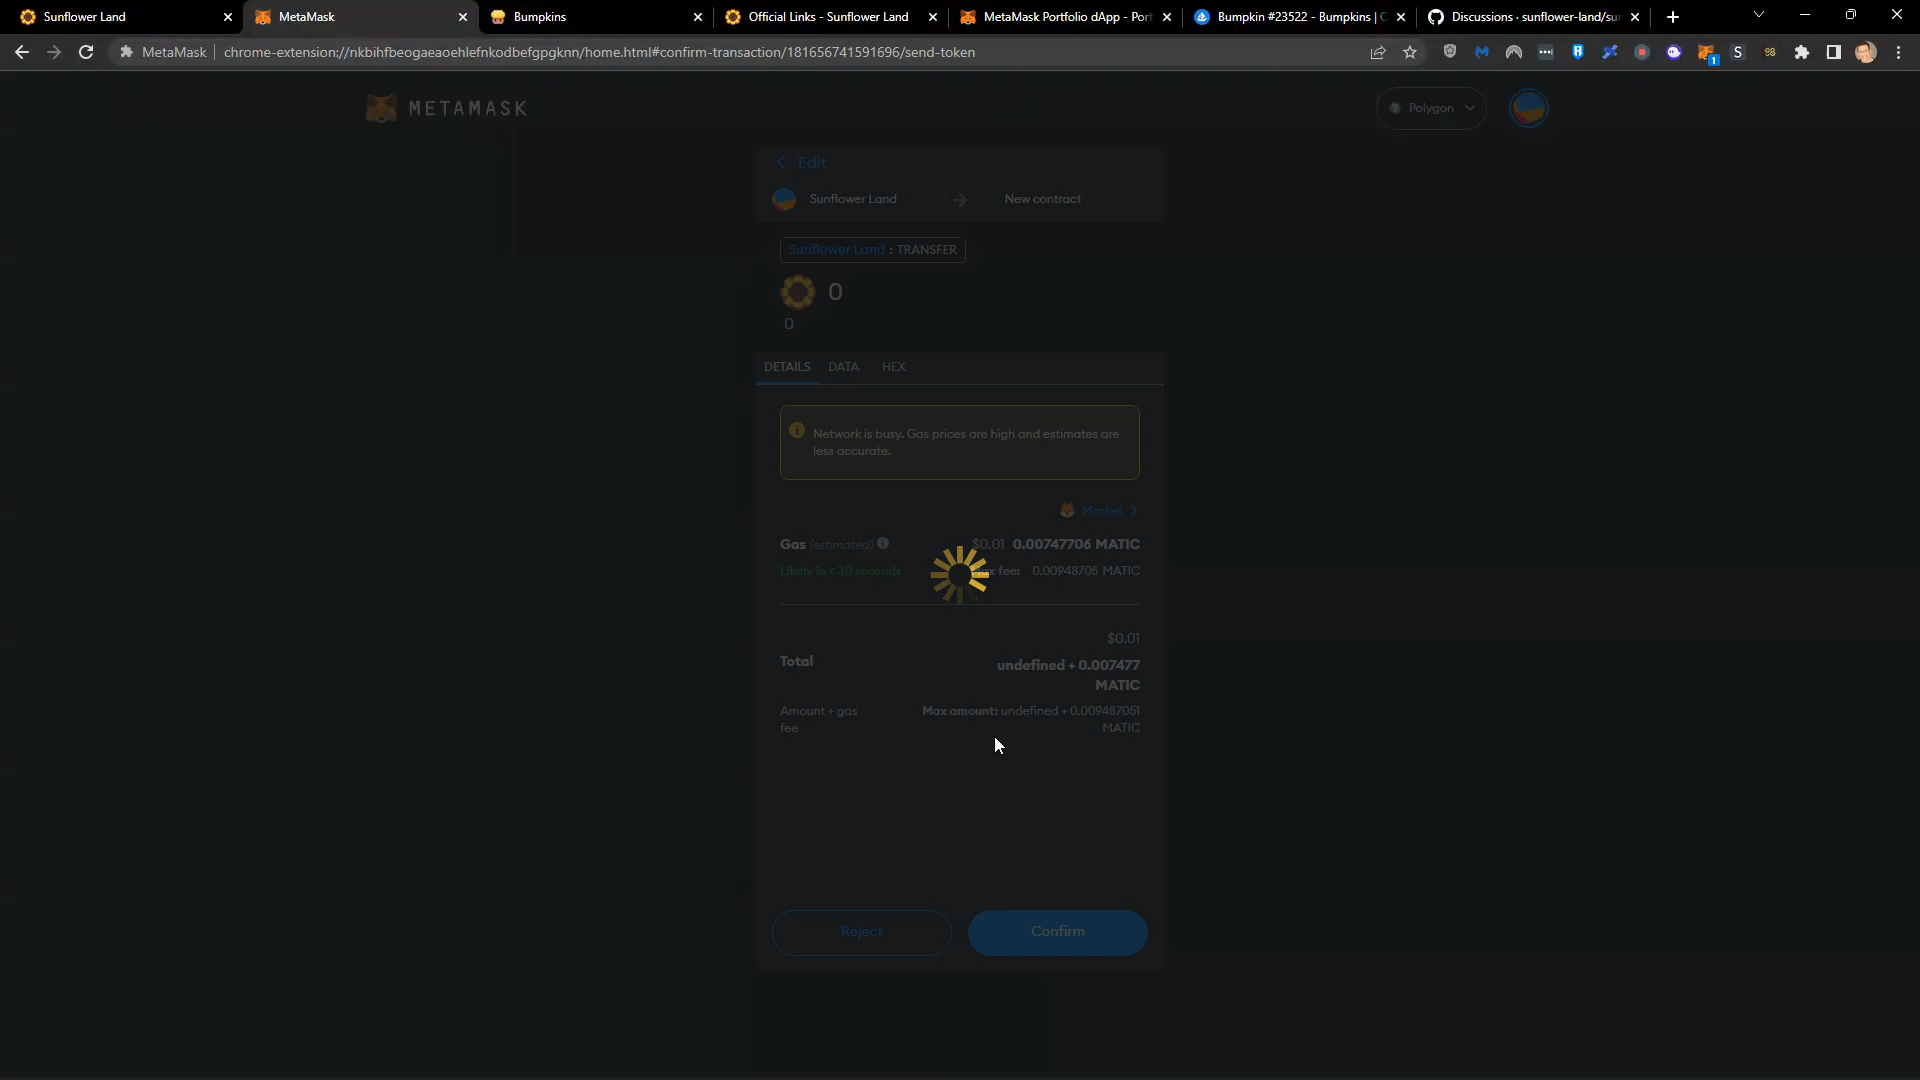 Sunflower Land
MetaMask
Bumpkins
Official Links - Sunflower Land
MetaMask Portfolio dApp - Port
Bumpkin #23522 - Bumpkins | C
Discussions · sunflower-land/su
MetaMask
chrome-extension://nkbihfbeogaeaoehlefnkodbefgpgknn/home.html#confirm-transaction/181656741591696/send-token
1
S
98
METAMASK
Polygon
Edit
Sunflower Land
New contract
Sunflower Land : TRANSFER
0
0
DETAILS
DATA
HEX
Network is busy. Gas prices are high and estimates are
less accurate.
Market
Gas (estimated)
$0.01 0.00747706 MATIC
Likely in < 30 seconds
Max fee: 0.00948705 MATIC
$0.01
Total
undefined + 0.007477
MATIC
Amount + gas
fee
Max amount: undefined + 0.009487051
MATIC
Reject
Confirm